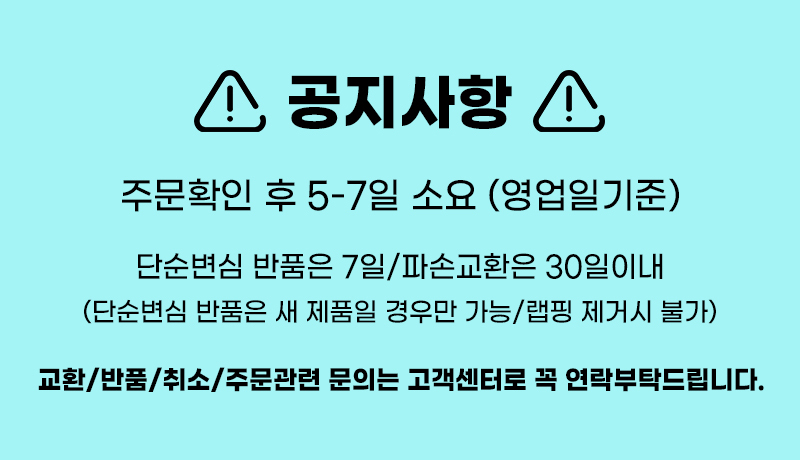 공지사항
주문확인 후 5-7일 소요 (영업일기준)
단순변심 반품은 7일/파손교환은 30일이내
(단순변심 반품은 새 제품일 경우만 가능/랩핑 제거시 불가)
교환/반품/취소/주문관련 문의는 고객센터로 꼭 연락부탁드립니다.